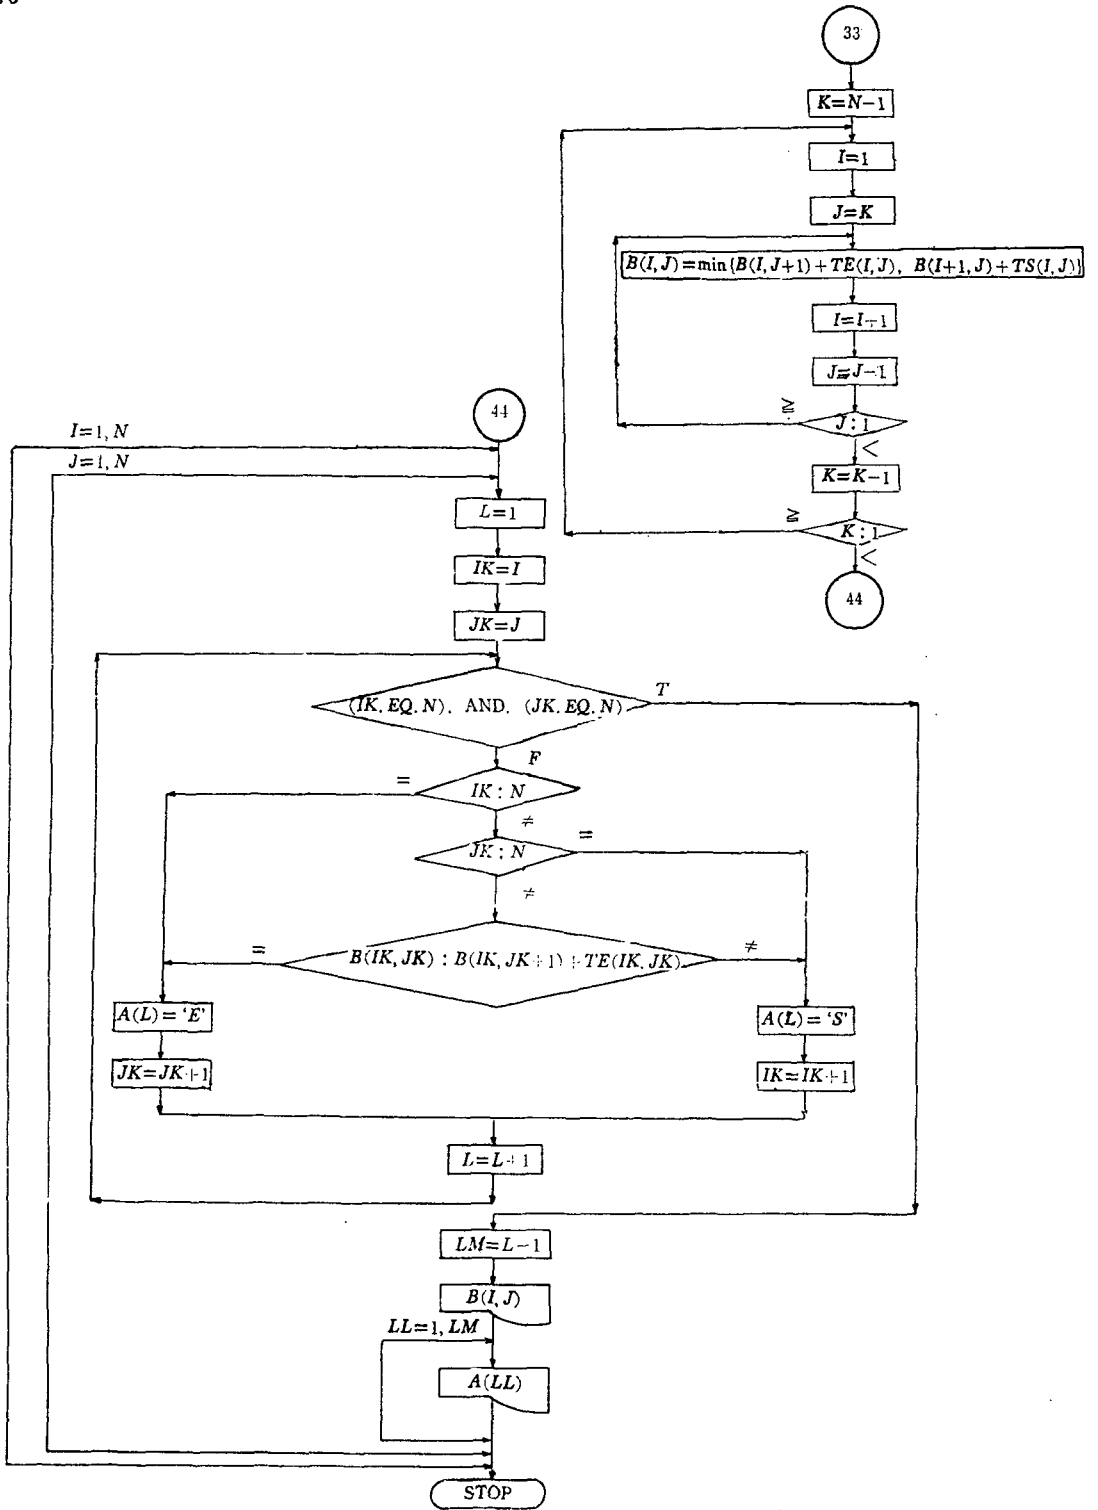 33
K=N-1
I=1
J=K
B(I,J)=min{B(I,J+1)+TE(I,J), B(I+1,J)+TS(I,J)}
I=I+1
J=J-1
≧
J:1
<
K=K-1
≧
K:1
<
44
44
I=1, N
J=1, N
L=1
IK=I
JK=J
(IK.EQ.N). AND. (JK.EQ.N)
T
F
=
IK:N
≠
=
JK:N
≠
=
B(IK,JK):B(IK,JK+1)+TE(IK,JK)
≠
A(L)='E'
A(L)='S'
JK=JK+1
IK=IK+1
L=L+1
LM=L-1
B(I,J)
LL=1, LM
A(LL)
STOP